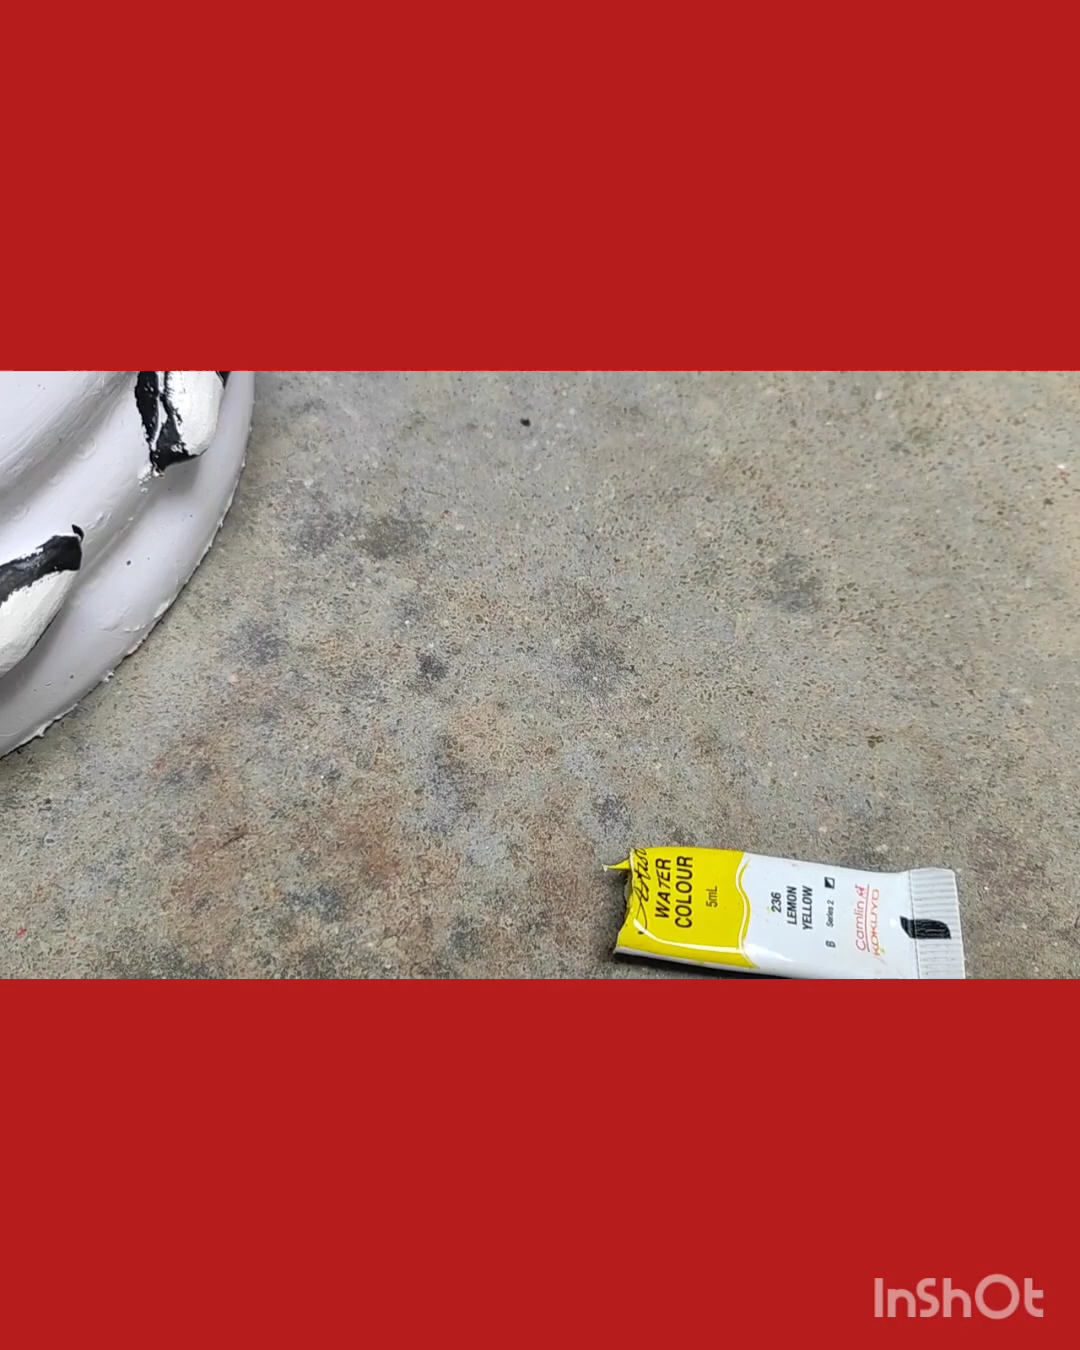 Artist
WATER
COLOUR
5mL
236
LEMON
YELLOW
B Series 2
Camlin
KOKUYO
InShOt